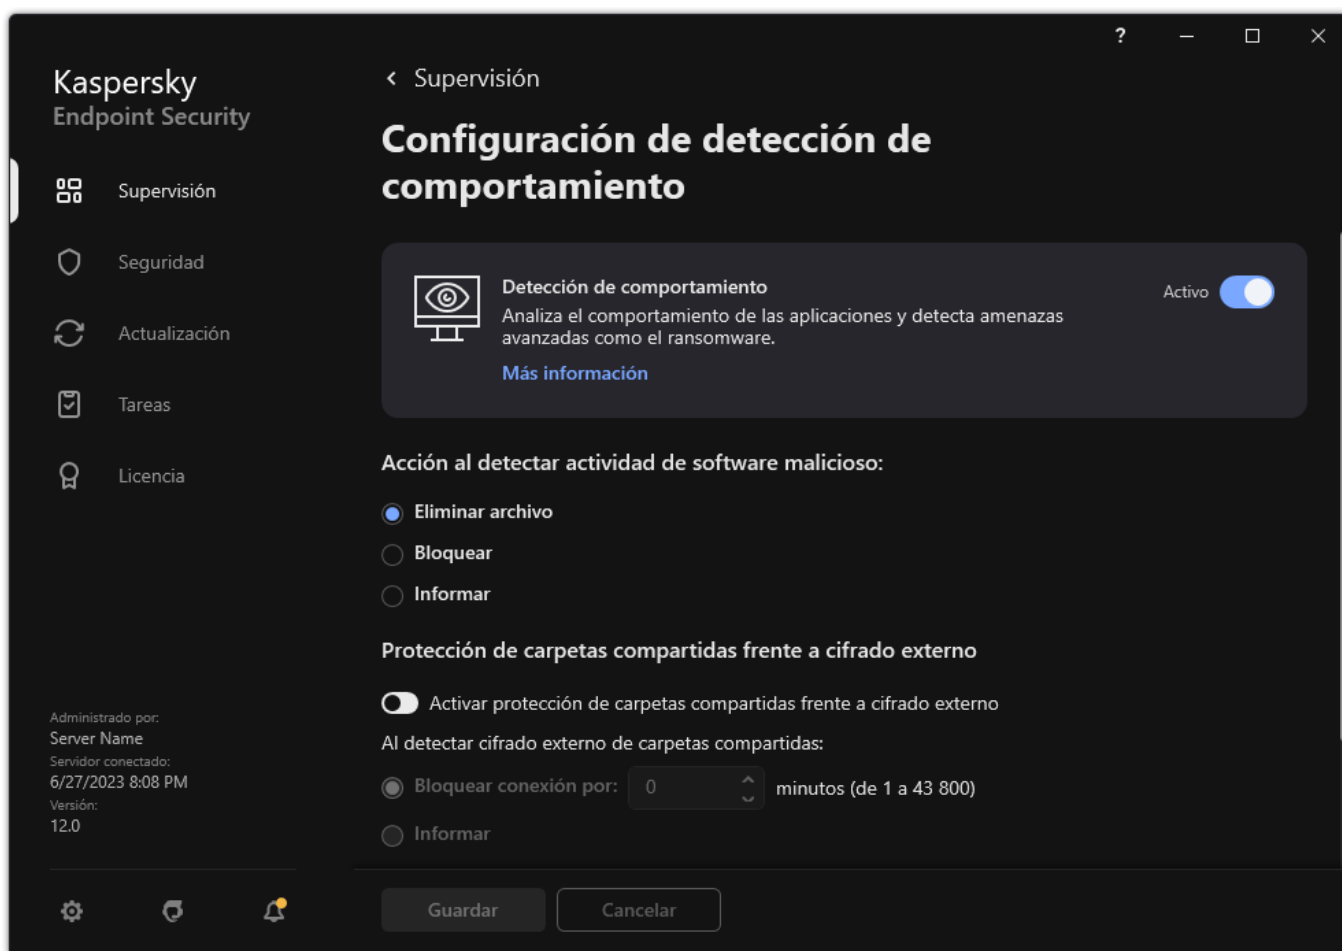 ?
Kaspersky
Endpoint Security
Supervisión
Seguridad
Actualización
Tareas
Licencia
Administrado por:
Server Name
Servidor conectado:
6/27/2023 8:08 PM
Versión:
12.0
Supervisión
Configuración de detección de
comportamiento
Detección de comportamiento
Analiza el comportamiento de las aplicaciones y detecta amenazas
avanzadas como el ransomware.
Más información
Activo
Acción al detectar actividad de software malicioso:
Eliminar archivo
Bloquear
Informar
Protección de carpetas compartidas frente a cifrado externo
Activar protección de carpetas compartidas frente a cifrado externo
Al detectar cifrado externo de carpetas compartidas:
Bloquear conexión por: 0 minutos (de 1 a 43 800)
Informar
Guardar Cancelar